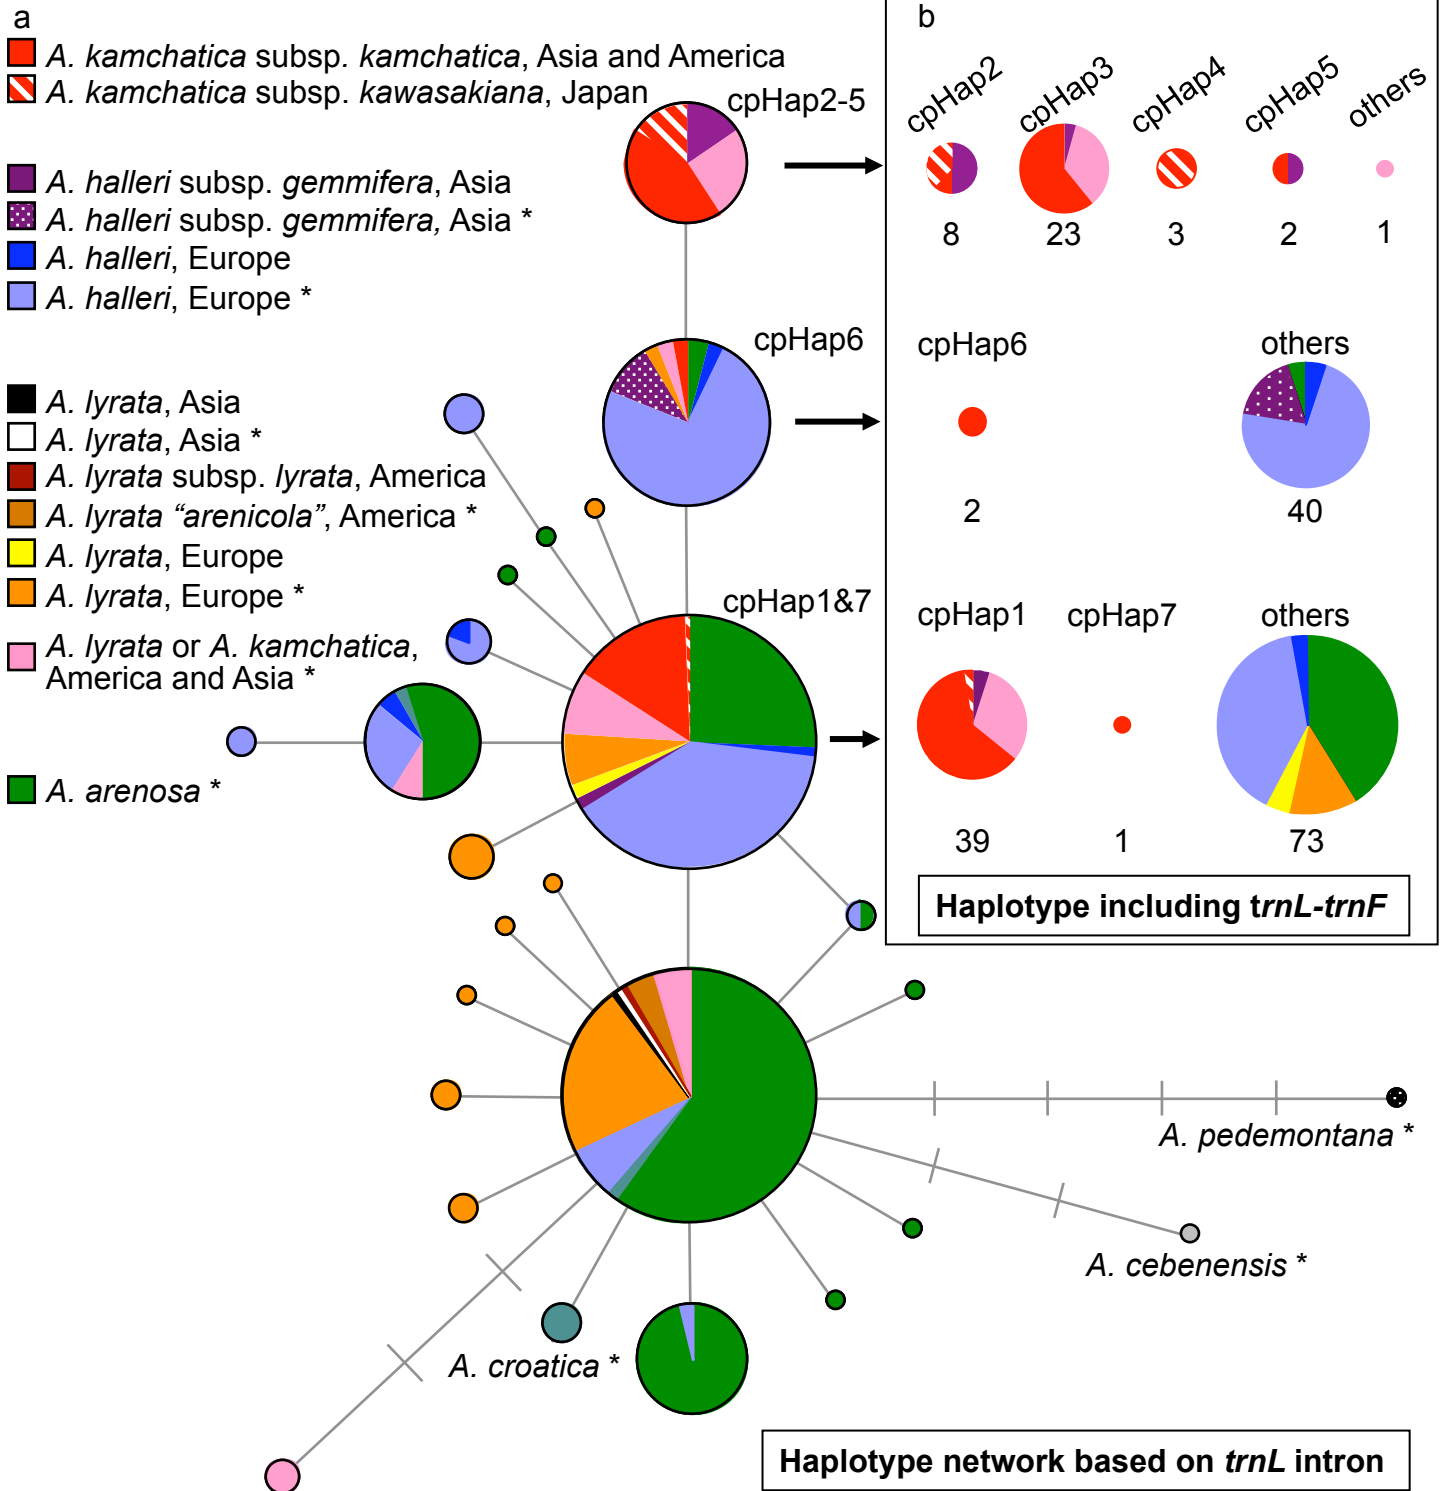 a
A. kamchatica subsp. kamchatica, Asia and America
A. kamchatica subsp. kawasakiana, Japan
A. halleri subsp. gemmifera, Asia
A. halleri subsp. gemmifera, Asia *
A. halleri, Europe
A. halleri, Europe *
A. lyrata, Asia
A. lyrata, Asia *
A. lyrata subsp. lyrata, America
A. lyrata “arenicola”, America *
A. lyrata, Europe
A. lyrata, Europe *
A. lyrata or A. kamchatica,
America and Asia *
A. arenosa *
cpHap2-5
cpHap6
cpHap1&7
A. pedemontana *
A. cebenensis *
A. croatica *
Haplotype network based on trnL intron
b
cpHap2 cpHap3 cpHap4 cpHap5 others
8 23 3 2 1
cpHap6 others
2 40
cpHap1 cpHap7 others
39 1 73
Haplotype including trnL-trnF